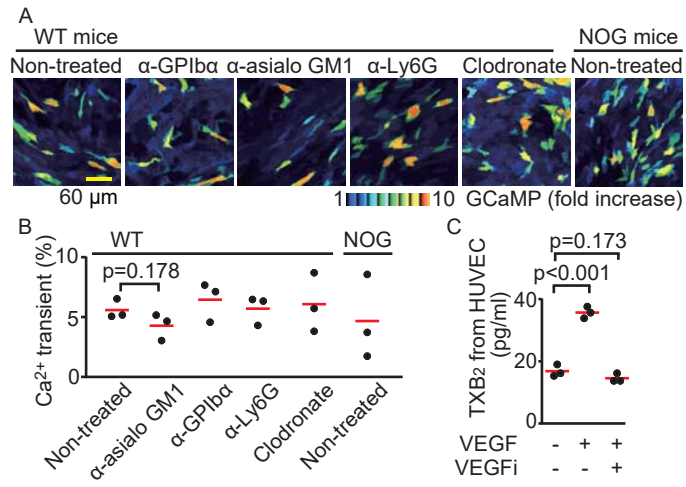 A
WT mice NOG mice
Non-treated α-GPIbα α-asialo GM1 α-Ly6G Clodronate Non-treated
60 μm
1 10 GCaMP (fold increase)
B
WT NOG
p=0.178
Ca²⁺ transient (%)
10
5
0
Non-treated
α-asialo GM1
α-GPIbα
α-Ly6G
Clodronate
Non-treated
C
p=0.173
p<0.001
TXB₂ from HUVEC
(pg/ml)
40
20
0
VEGF - + +
VEGFi - - +